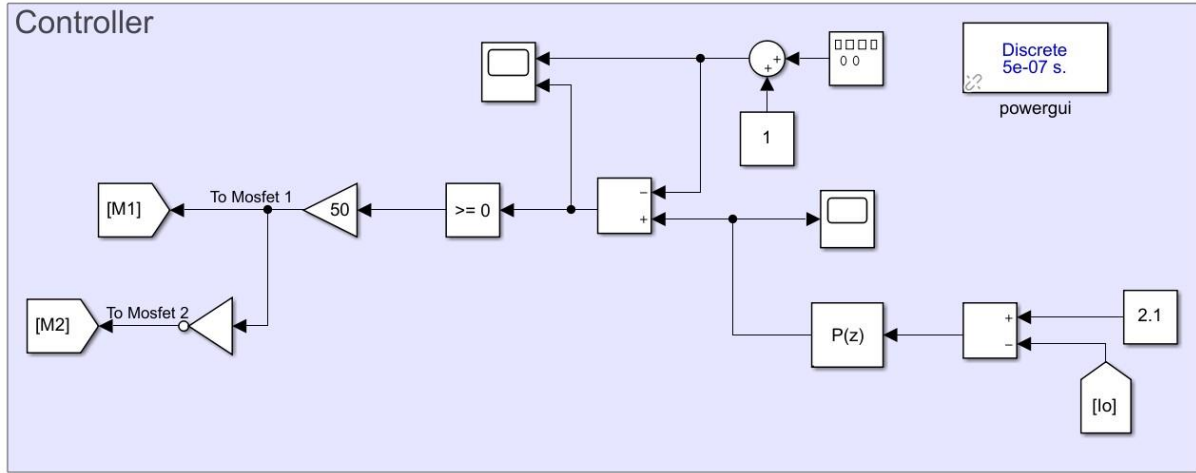 Controller
Discrete
5e-07 s.
powergui
1
[M1]
To Mosfet 1
50
>= 0
To Mosfet 2
[M2]
P(z)
2.1
[Io]